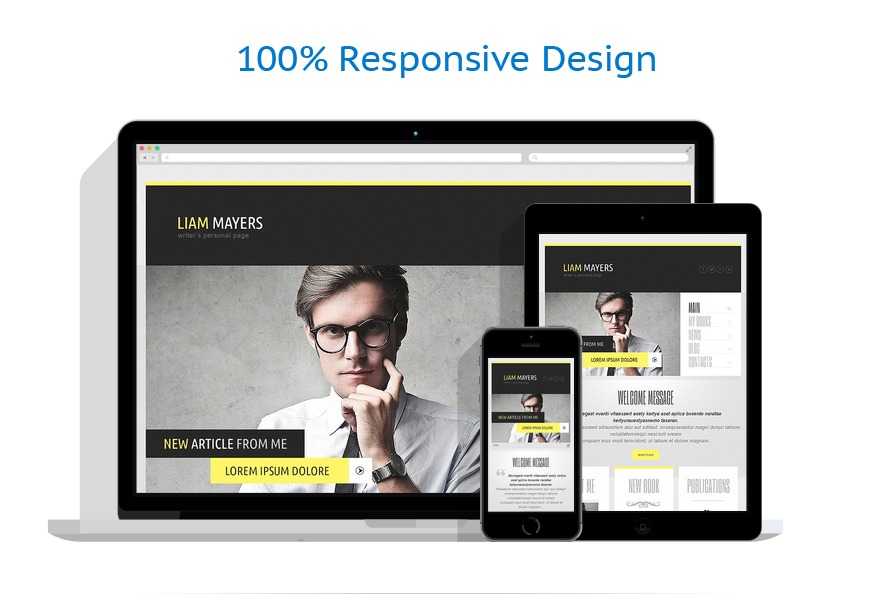 100% Responsive Design
LIAM MAYERS
writer's personal page
NEW ARTICLE FROM ME
LOREM IPSUM DOLORE
LIAM MAYERS
writer's personal page
FROM ME
LOREM IPSUM DOLORE
MAIN
MY BOOKS
NEWS
BLOG
CONTACTS
WELCOME MESSAGE
read more
ME
NEW BOOK
PUBLICATIONS
LIAM MAYERS
NEW ARTICLE FROM ME
LOREM IPSUM DOLORE
WELCOME MESSAGE